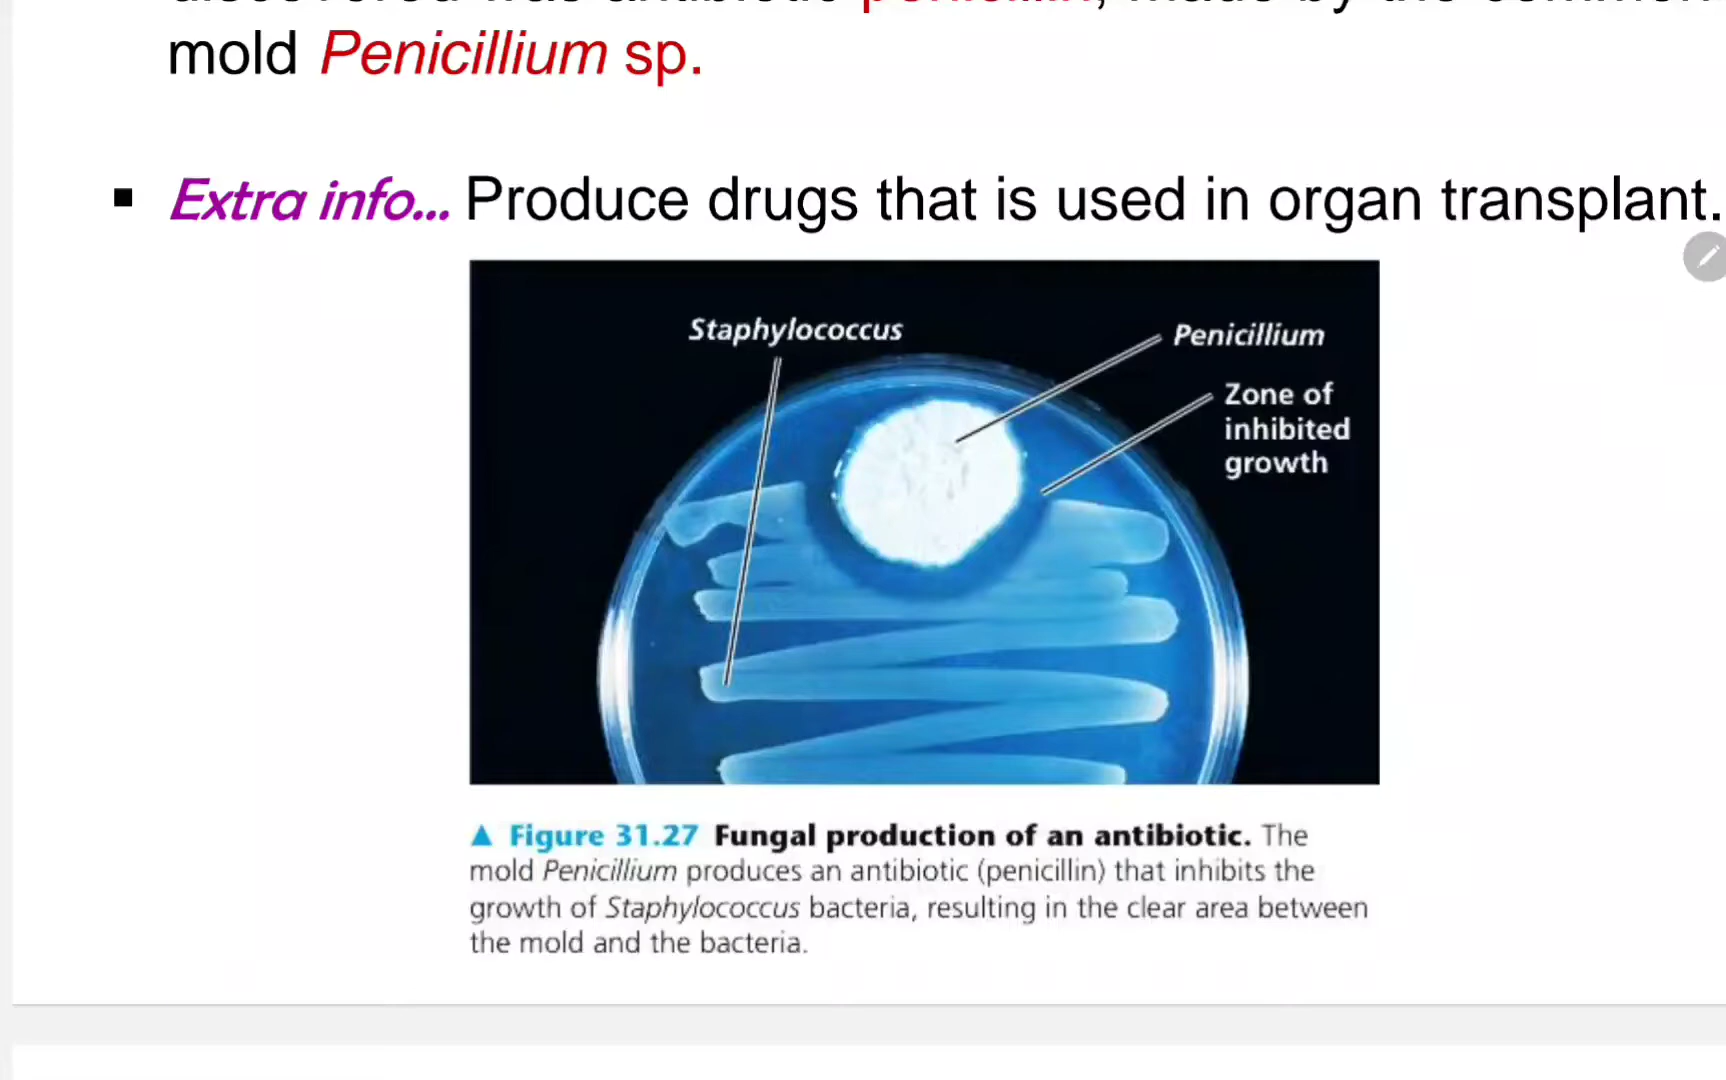 mold Penicillium sp.
▪ Extra info... Produce drugs that is used in organ transplant.
Staphylococcus
Penicillium
Zone of
inhibited
growth
▲ Figure 31.27 Fungal production of an antibiotic. The
mold Penicillium produces an antibiotic (penicillin) that inhibits the
growth of Staphylococcus bacteria, resulting in the clear area between
the mold and the bacteria.